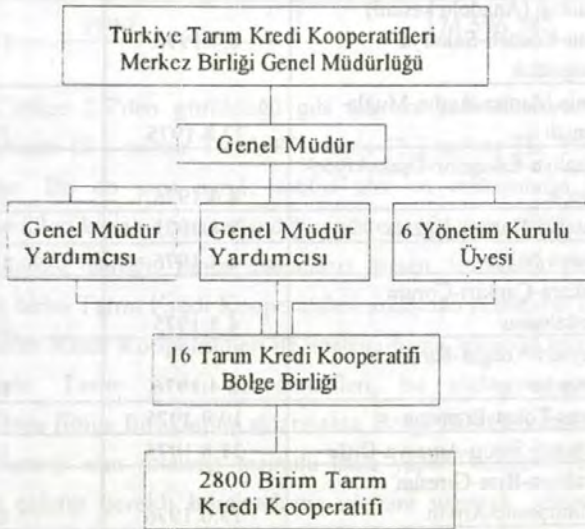 Türkiye Tarım Kredi Kooperatifleri
Merkez Birliği Genel Müdürlüğü
Genel Müdür
Genel Müdür
Yardımcısı
Genel Müdür
Yardımcısı
6 Yönetim Kurulu
Üyesi
16 Tarım Kredi Kooperatifi
Bölge Birliği
2800 Birim Tarım
Kredi Kooperatifi